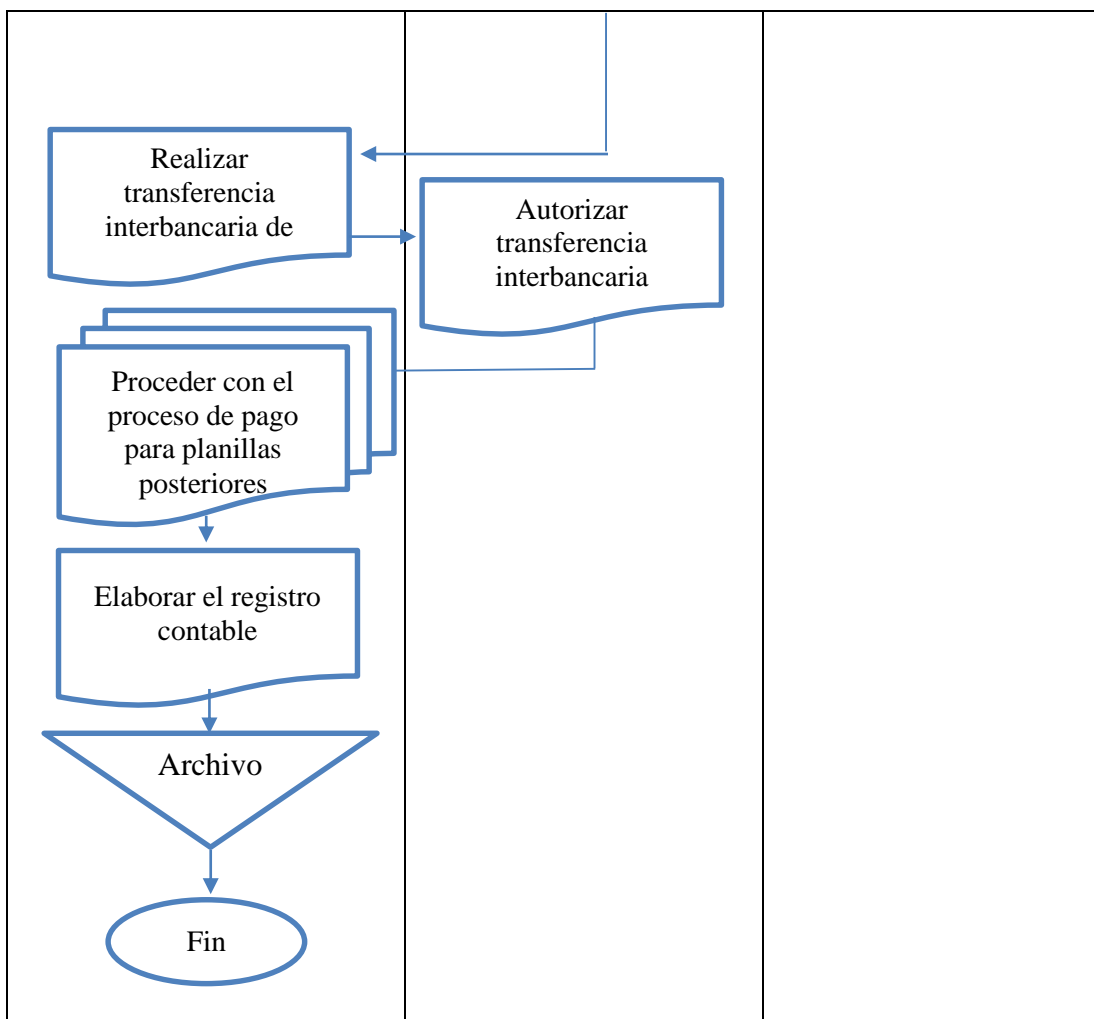 Realizar
transferencia
interbancaria de
Autorizar
transferencia
interbancaria
Proceder con el
proceso de pago
para planillas
posteriores
Elaborar el registro
contable
Archivo
Fin